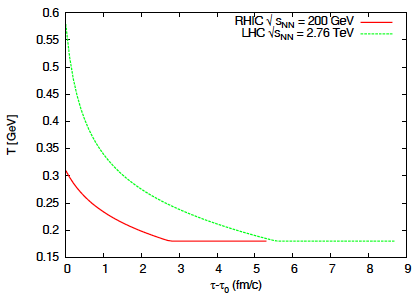 RHIC √sNN = 200 GeV
LHC √sNN = 2.76 TeV
0.6
0.55
0.5
0.45
0.4
0.35
0.3
0.25
0.2
0.15
T [GeV]
0 1 2 3 4 5 6 7 8 9
τ-τ0 (fm/c)